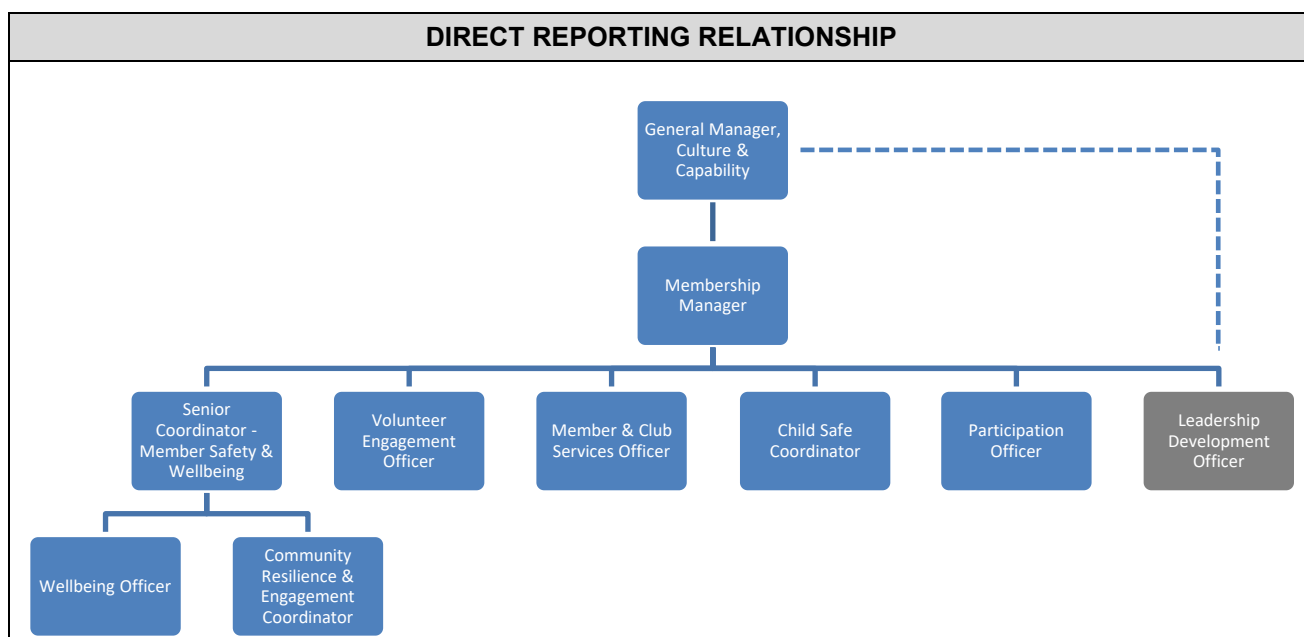 DIRECT REPORTING RELATIONSHIP
General Manager,
Culture &
Capability
Membership
Manager
Senior
Coordinator -
Member Safety &
Wellbeing
Volunteer
Engagement
Officer
Member & Club
Services Officer
Child Safe
Coordinator
Participation
Officer
Leadership
Development
Officer
Wellbeing Officer
Community
Resilience &
Engagement
Coordinator